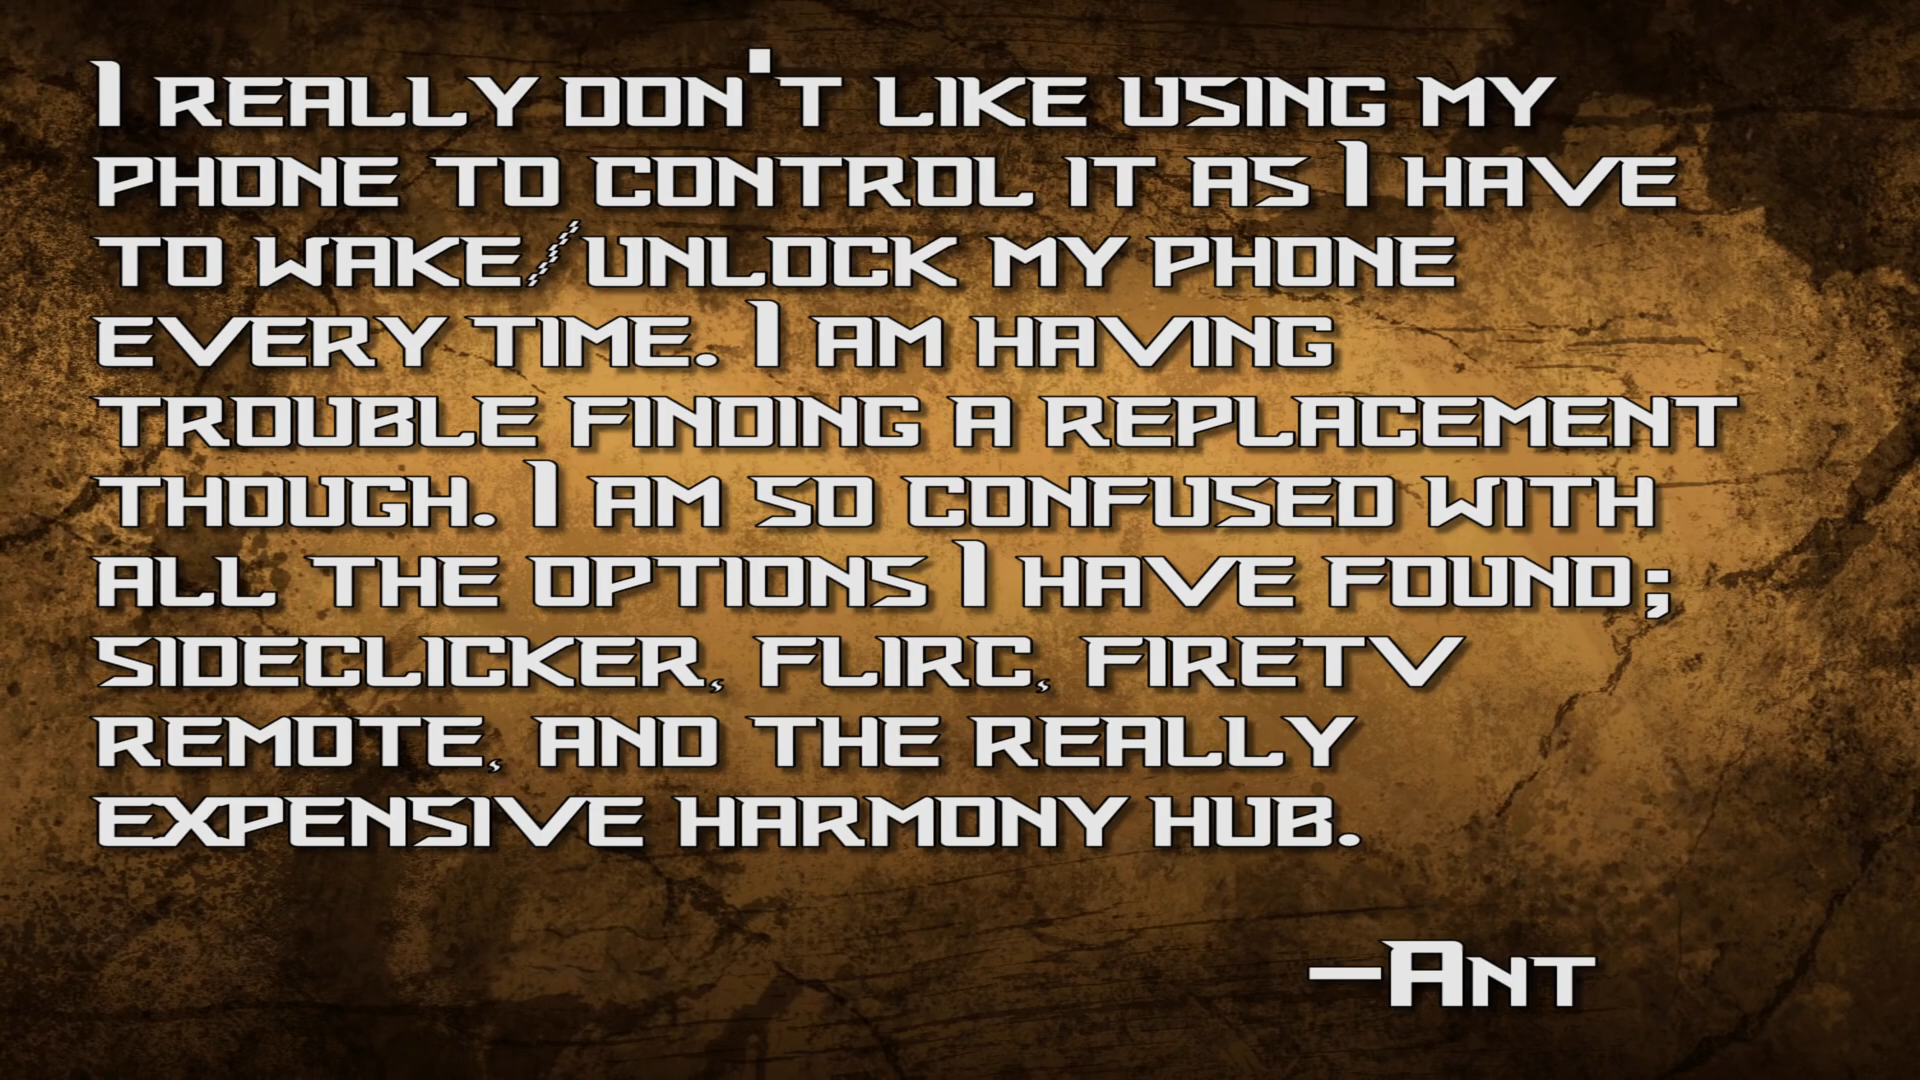 I really don't like using my
phone to control it as I have
to wake/unlock my phone
every time. I am having
trouble finding a replacement
though. I am so confused with
all the options I have found;
sideclicker, flirc, firetv
remote, and the really
expensive harmony hub.
-Ant